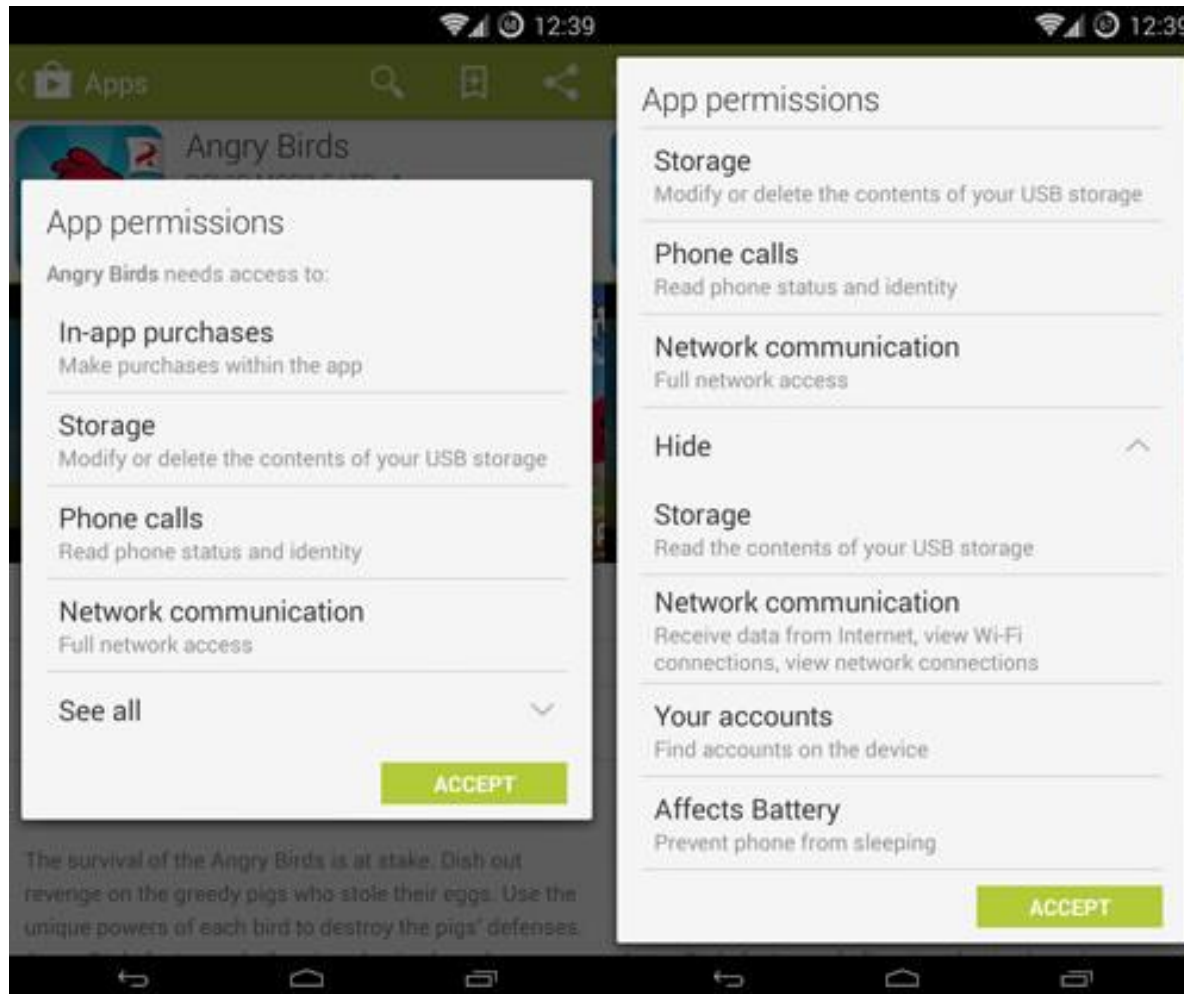 68 12:39
Apps
Angry Birds
App permissions
Angry Birds needs access to:
In-app purchases
Make purchases within the app
Storage
Modify or delete the contents of your USB storage
Phone calls
Read phone status and identity
Network communication
Full network access
See all
ACCEPT
The survival of the Angry Birds is at stake. Dish out
revenge on the greedy pigs who stole their eggs. Use the
unique powers of each bird to destroy the pigs' defenses.
67 12:39
App permissions
Storage
Modify or delete the contents of your USB storage
Phone calls
Read phone status and identity
Network communication
Full network access
Hide
Storage
Read the contents of your USB storage
Network communication
Receive data from Internet, view Wi-Fi
connections, view network connections
Your accounts
Find accounts on the device
Affects Battery
Prevent phone from sleeping
ACCEPT